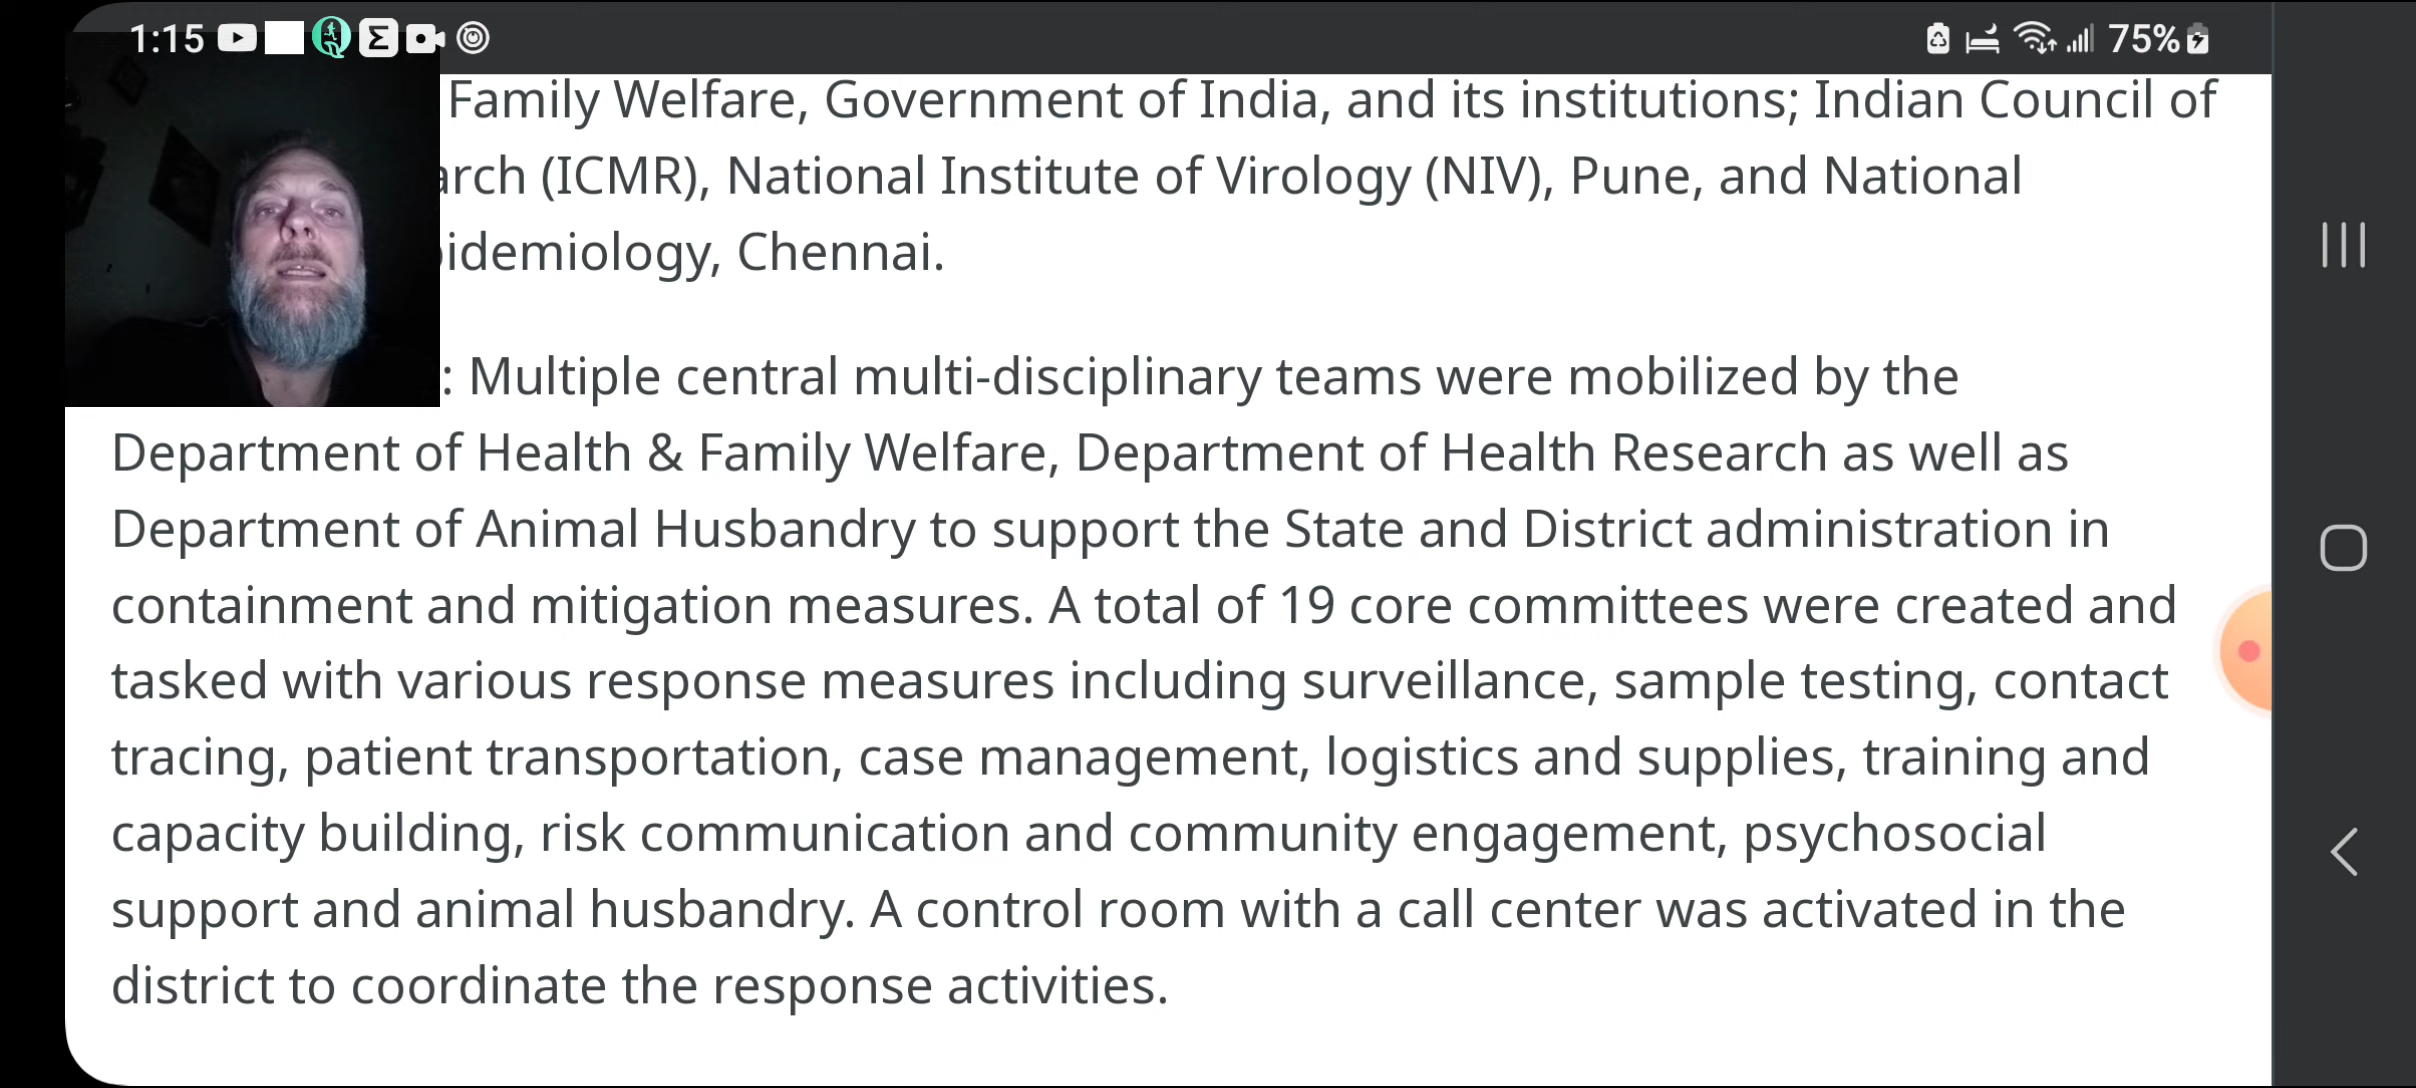 1:15
75%
Family Welfare, Government of India, and its institutions; Indian Council of
(ICMR), National Institute of Virology (NIV), Pune, and National
Chennai.
: Multiple central multi-disciplinary teams were mobilized by the
Department of Health & Family Welfare, Department of Health Research as well as
Department of Animal Husbandry to support the State and District administration in
containment and mitigation measures. A total of 19 core committees were created and
tasked with various response measures including surveillance, sample testing, contact
tracing, patient transportation, case management, logistics and supplies, training and
capacity building, risk communication and community engagement, psychosocial
support and animal husbandry. A control room with a call center was activated in the
district to coordinate the response activities.